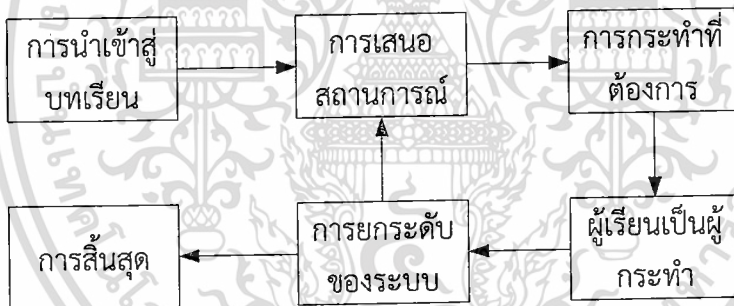 การนำเข้าสู่
บทเรียน
การเสนอ
สถานการณ์
การกระทำที่
ต้องการ
การสิ้นสุด
การยกระดับ
ของระบบ
ผู้เรียนเป็นผู้
กระทำ